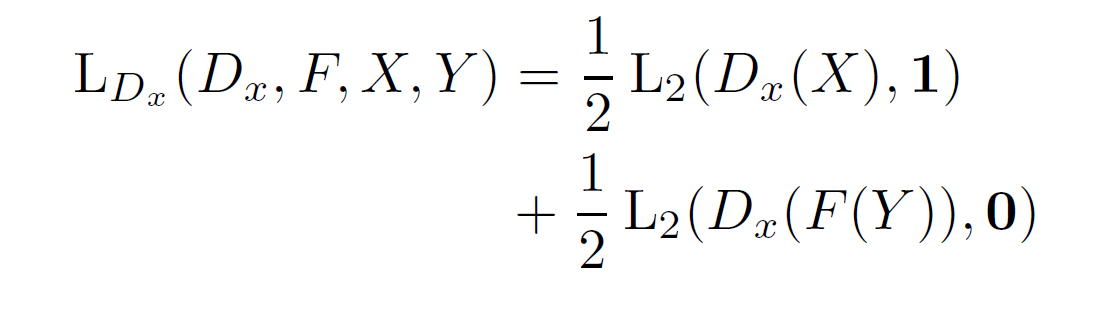 L_{D_x}(D_x, F, X, Y) = \frac{1}{2} L_2(D_x(X), \mathbf{1})
+ \frac{1}{2} L_2(D_x(F(Y)), \mathbf{0})